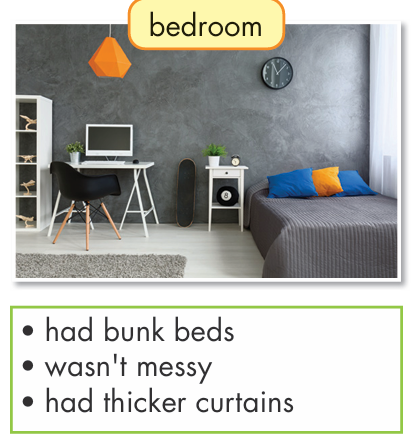 bedroom
• had bunk beds
• wasn't messy
• had thicker curtains